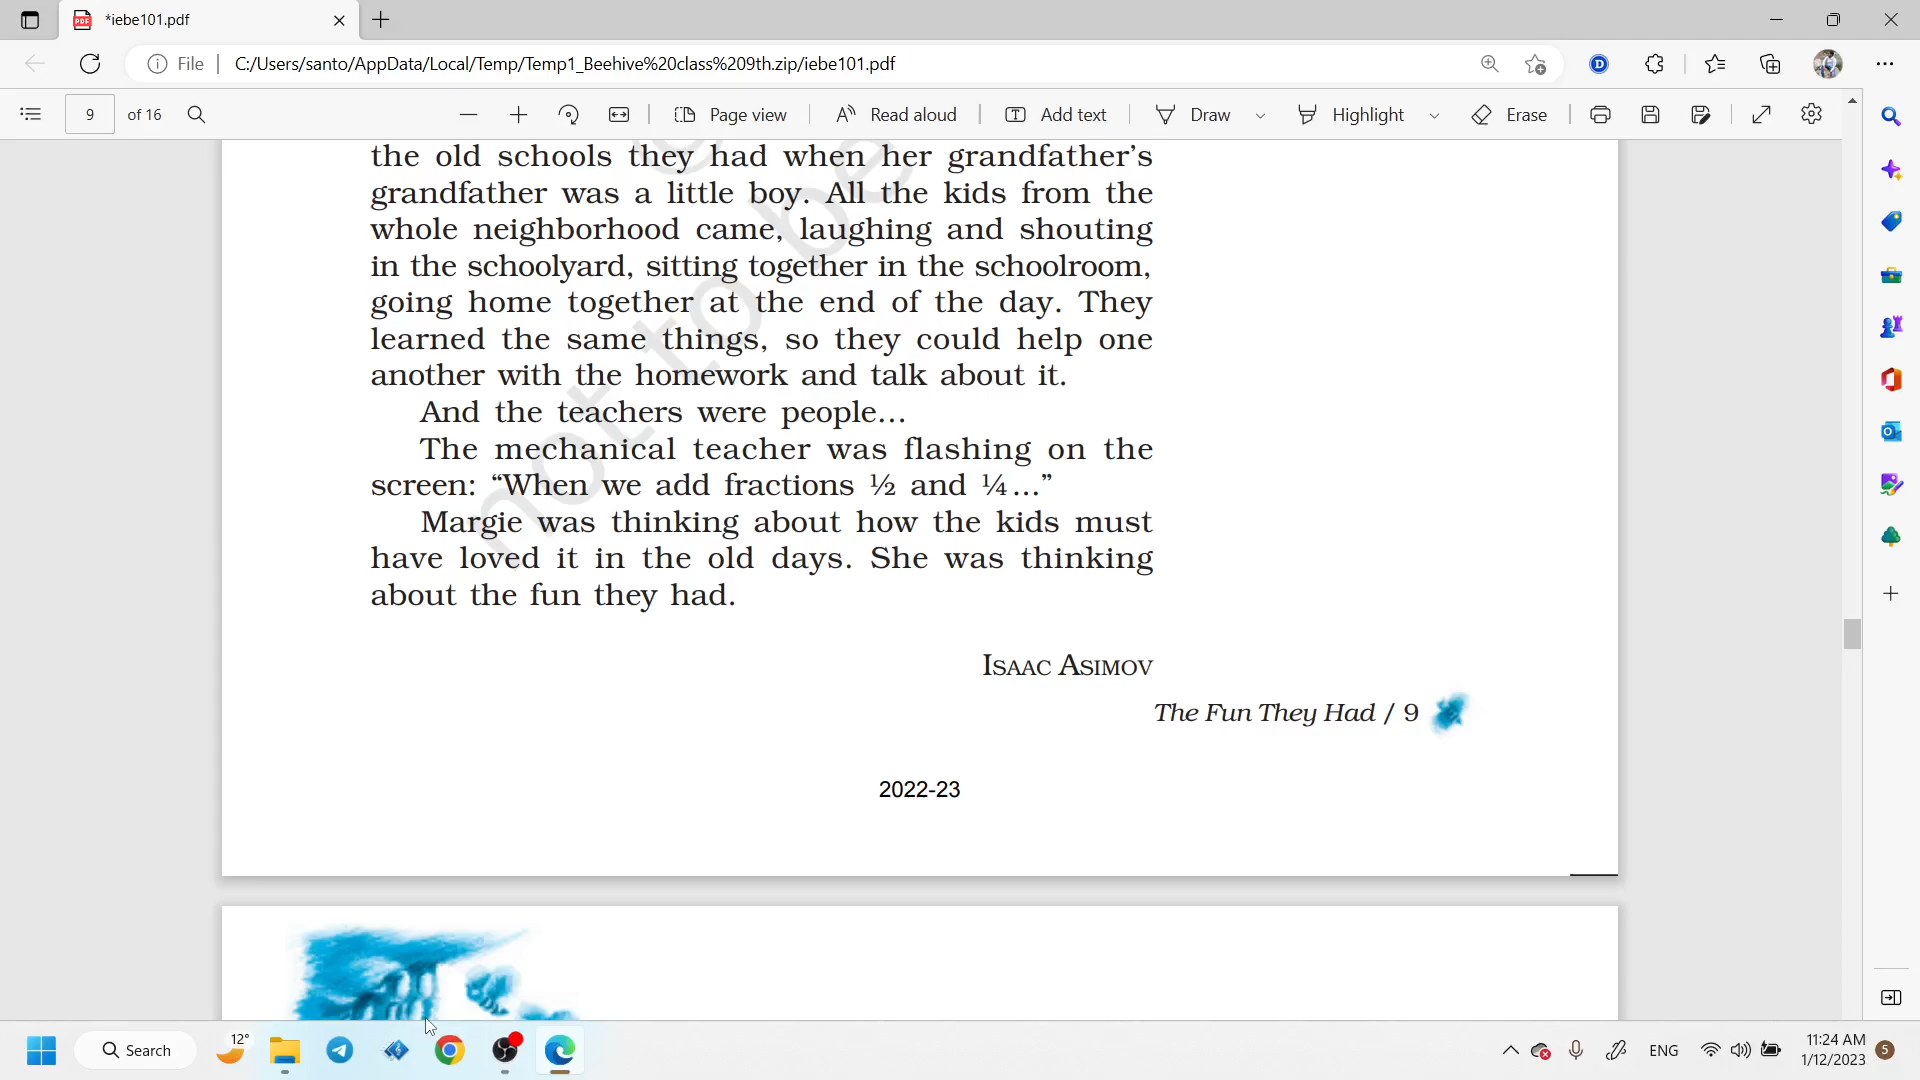 *iebe101.pdf
File
C:/Users/santo/AppData/Local/Temp/Temp1_Beehive%20class%209th.zip/iebe101.pdf
9 of 16 Page view Read aloud Add text Draw Highlight Erase
the old schools they had when her grandfather's
grandfather was a little boy. All the kids from the
whole neighborhood came, laughing and shouting
in the schoolyard, sitting together in the schoolroom,
going home together at the end of the day. They
learned the same things, so they could help one
another with the homework and talk about it.
And the teachers were people...
The mechanical teacher was flashing on the
screen: “When we add fractions ½ and ¼...”
Margie was thinking about how the kids must
have loved it in the old days. She was thinking
about the fun they had.
ISAAC ASIMOV
The Fun They Had / 9
2022-23
not to be
Search
12°
ENG
11:24 AM
1/12/2023
5